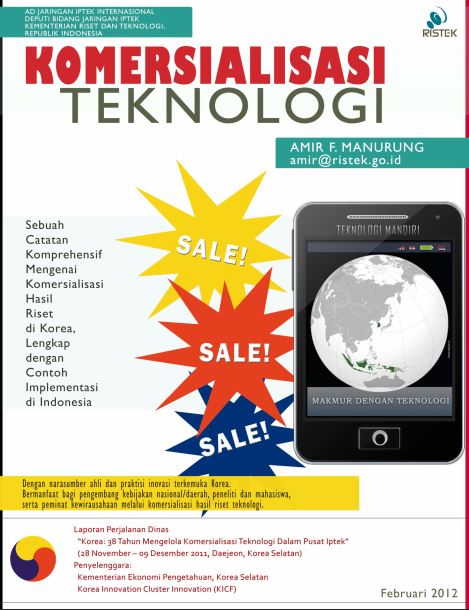 AD JARINGAN IPTEK INTERNASIONAL
DEPUTI BIDANG JARINGAN IPTEK
KEMENTERIAN RISET DAN TEKNOLOGI,
REPUBLIK INDONESIA
RISTEK
KOMERSIALISASI
TEKNOLOGI
AMIR F. MANURUNG
amir@ristek.go.id
Sebuah
Catatan
Komprehensif
Mengenai
Komersialisasi
Hasil
Riset
di Korea,
Lengkap
dengan
Contoh
Implementasi
di Indonesia
SALE!
SALE!
SALE!
TEKNOLOGI MANDIRI
4G
MAKMUR DENGAN TEKNOLOGI
Dengan narasumber ahli dan praktisi inovasi terkemuka Korea.
Bermanfaat bagi pengembang kebijakan nasional/daerah, peneliti dan mahasiswa,
serta peminat kewirausahaan melalui komersialisasi hasil riset teknologi.
Laporan Perjalanan Dinas
"Korea: 38 Tahun Mengelola Komersialisasi Teknologi Dalam Pusat Iptek"
(28 November – 09 Desember 2011, Daejeon, Korea Selatan)
Penyelenggara:
Kementerian Ekonomi Pengetahuan, Korea Selatan
Korea Innovation Cluster Innovation (KICF)
Februari 2012